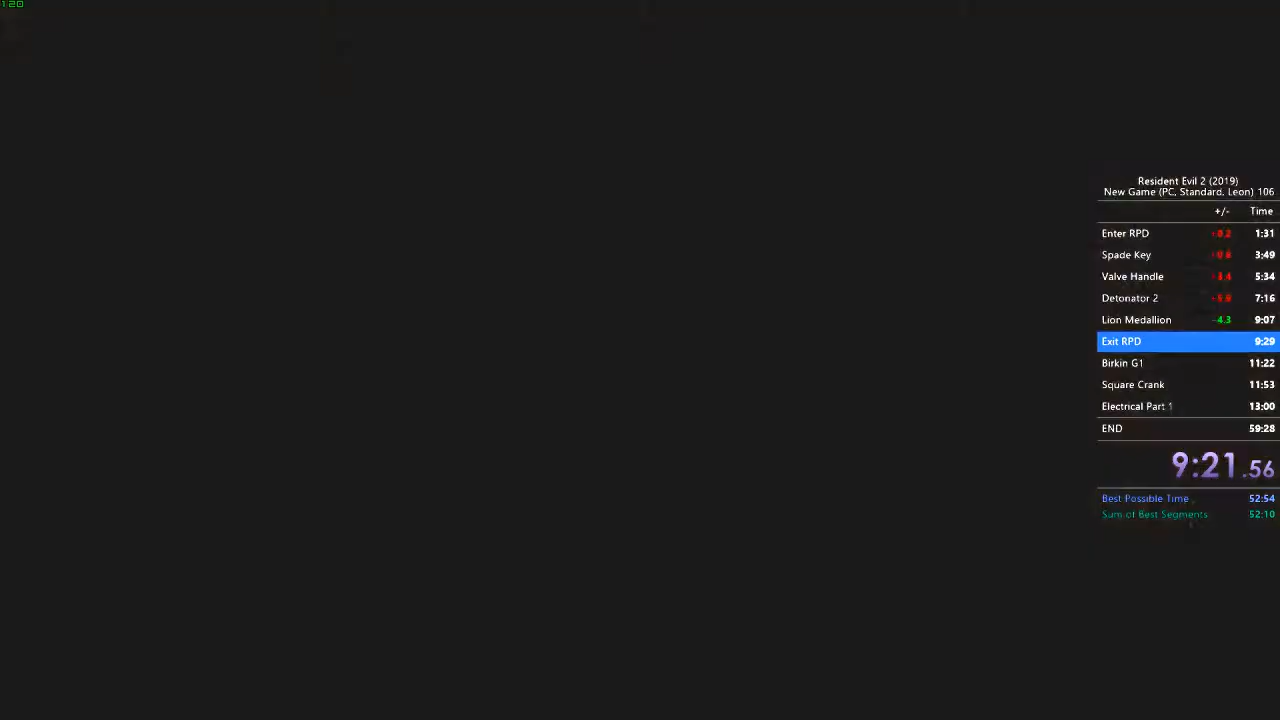 120
Resident Evil 2 (2019)
New Game (PC, Standard, Leon) 106
+/- Time
Enter RPD 1:31
Spade Key 3:49
Valve Handle 5:34
Detonator 2 7:16
Lion Medallion -4.3 9:07
Exit RPD 9:29
Birkin G1 11:22
Square Crank 11:53
Electrical Part 1 13:00
END 59:28
9:21.56
Best Possible Time 52:54
Sum of Best Segments 52:10